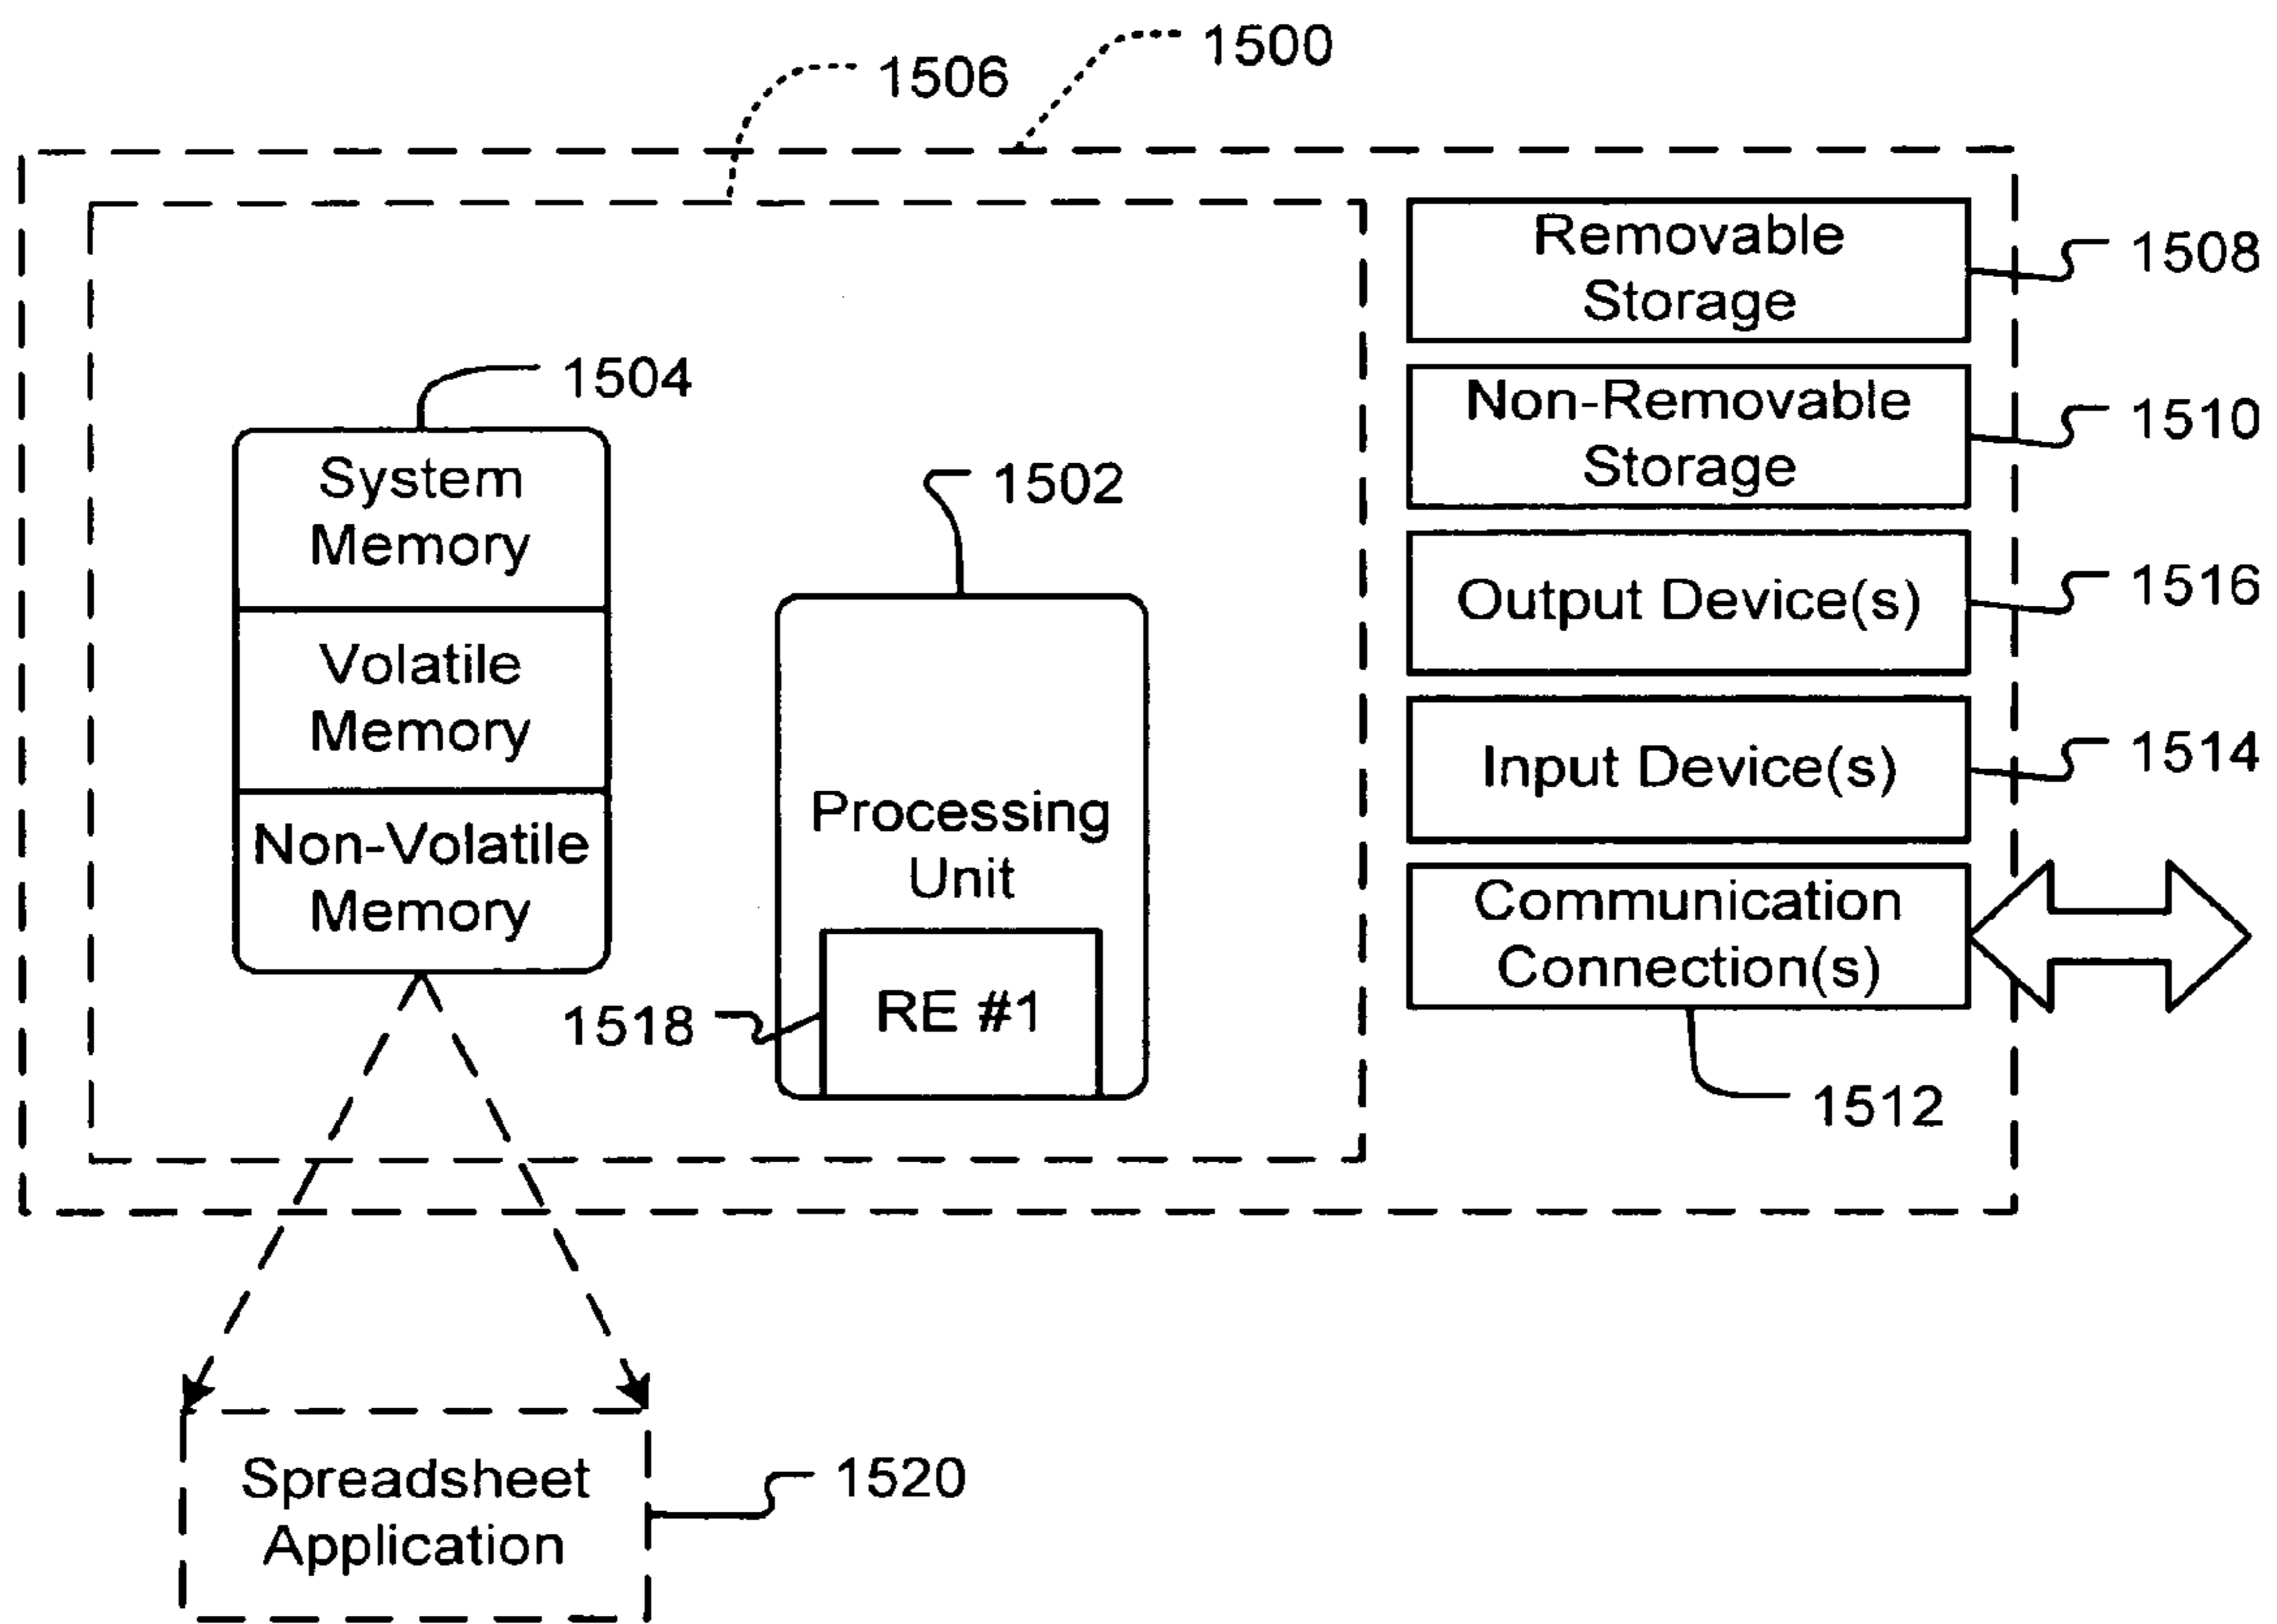 1500
1506
Removable
Storage
1508
1504
Non-Removable
Storage
1510
System
Memory
1502
Output Device(s)
1516
Volatile
Memory
Input Device(s)
1514
Processing
Unit
Non-Volatile
Memory
Communication
Connection(s)
1518
RE #1
1512
Spreadsheet
Application
1520